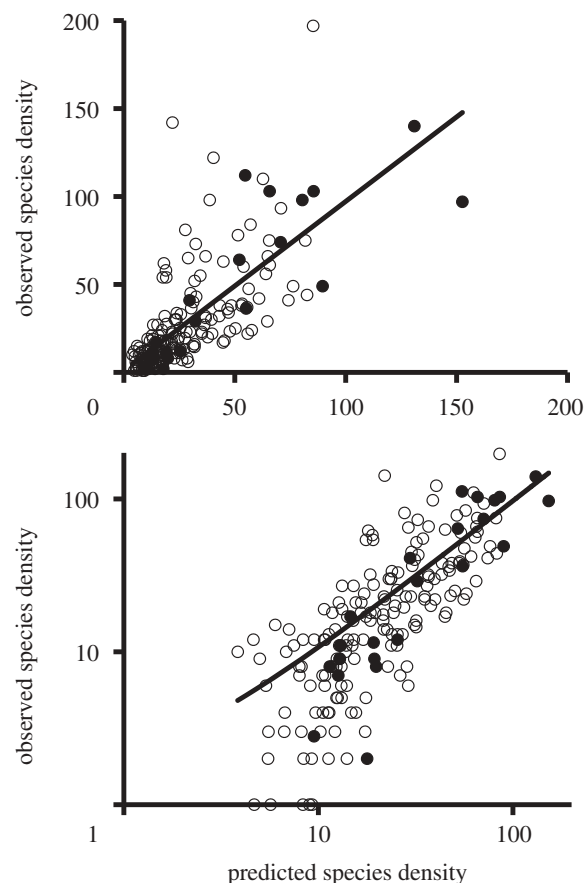 200
150
100
50
0 50 100 150 200
observed species density
100
10
1 10 100
observed species density
predicted species density